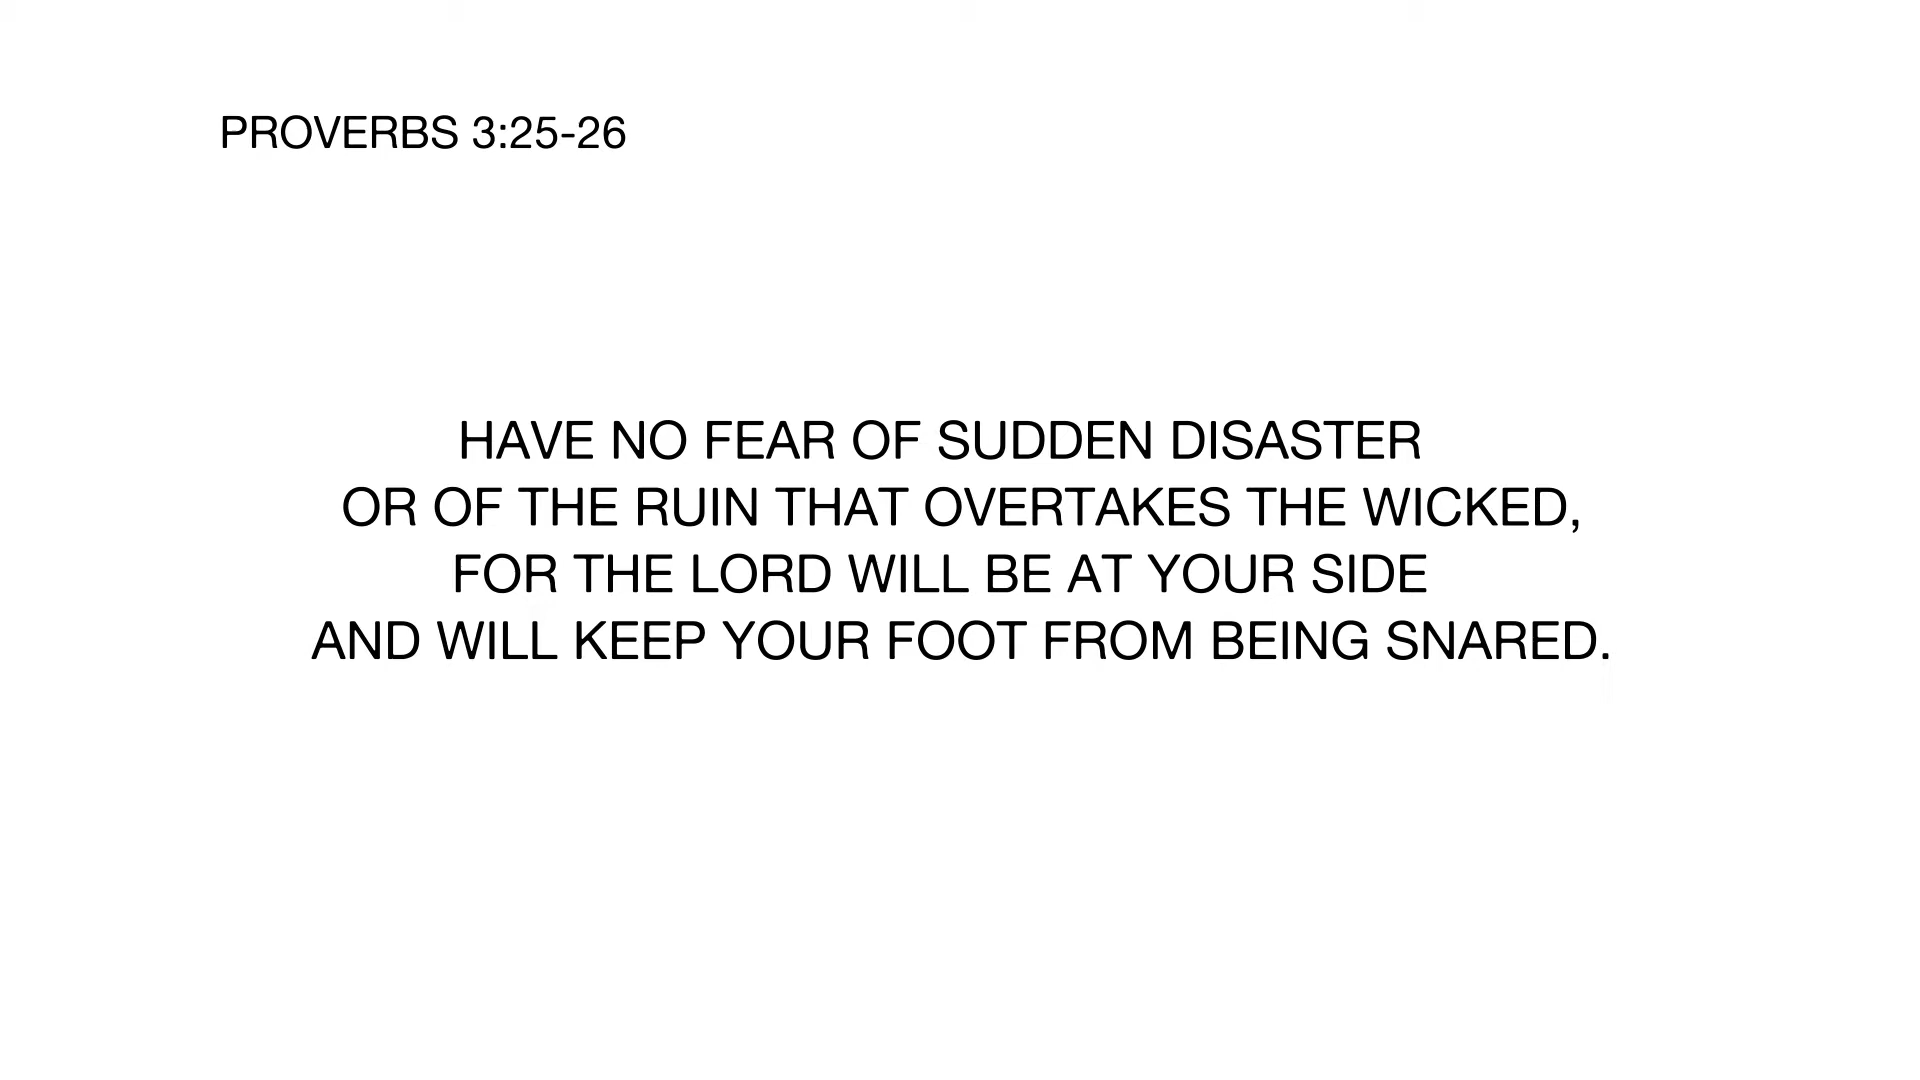 PROVERBS 3:25-26
HAVE NO FEAR OF SUDDEN DISASTER
OR OF THE RUIN THAT OVERTAKES THE WICKED,
FOR THE LORD WILL BE AT YOUR SIDE
AND WILL KEEP YOUR FOOT FROM BEING SNARED.